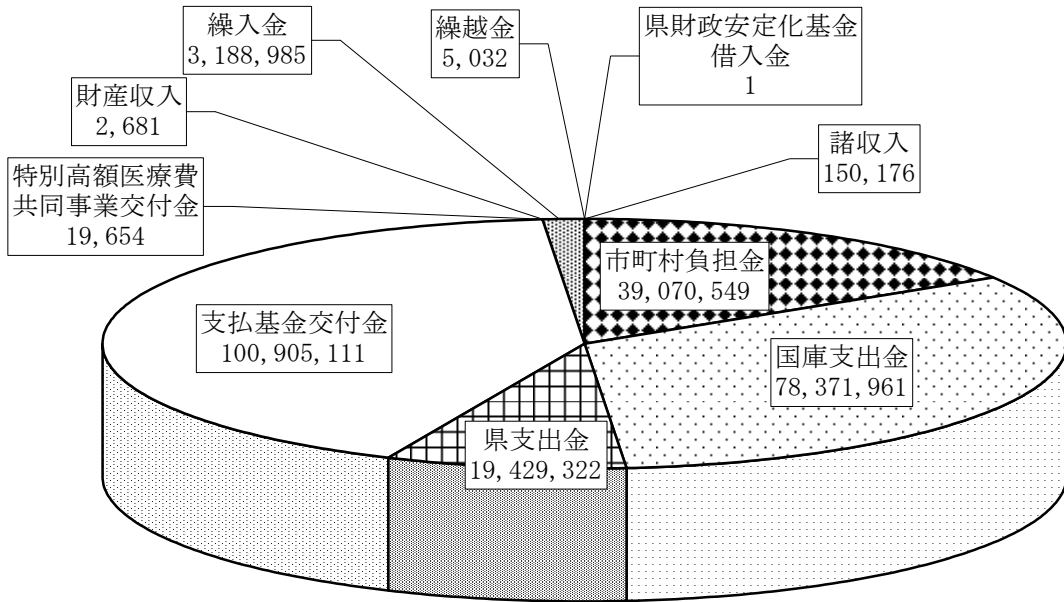 繰入金
3,188,985
繰越金
5,032
県財政安定化基金
借入金
1
財産収入
2,681
諸収入
150,176
特別高額医療費
共同事業交付金
19,654
市町村負担金
39,070,549
支払基金交付金
100,905,111
国庫支出金
78,371,961
県支出金
19,429,322